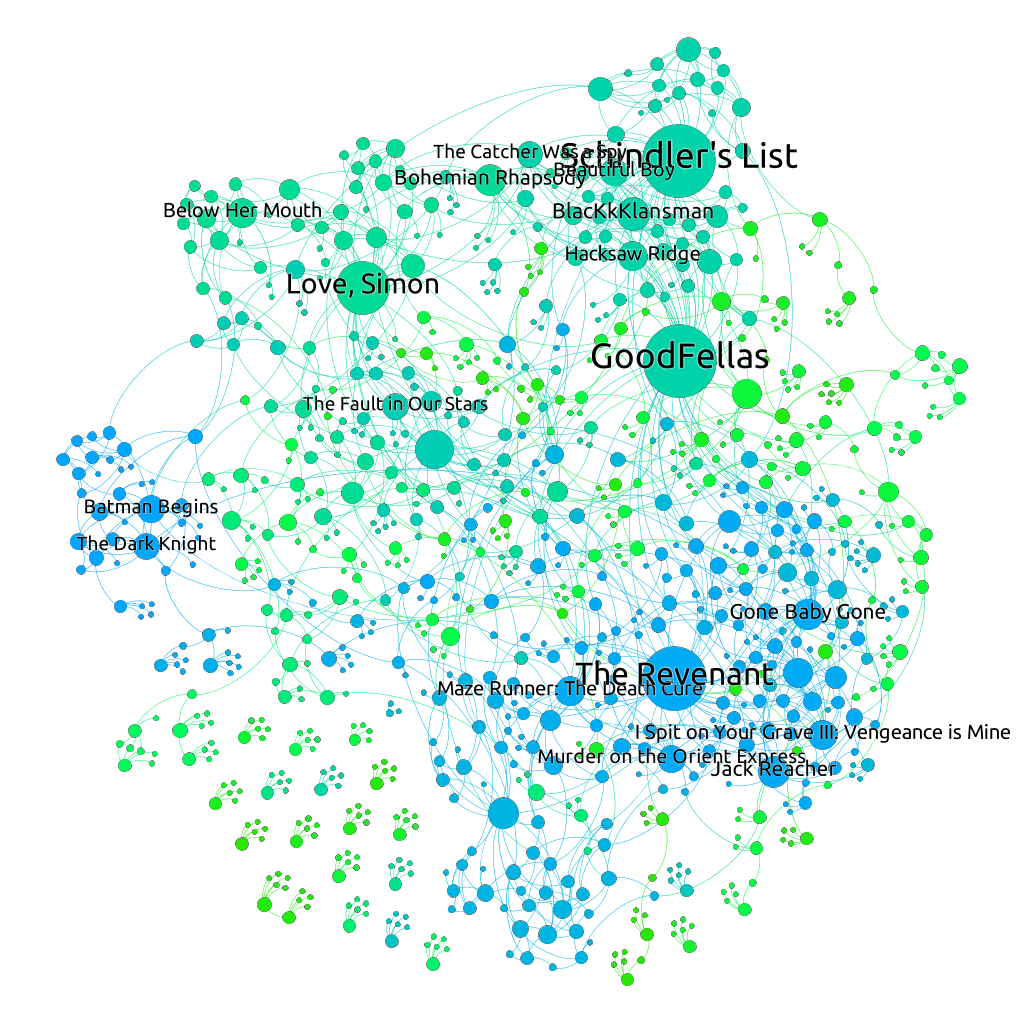 The Catcher Was a Spy
Schindler's List
Beautiful Boy
Bohemian Rhapsody
Below Her Mouth
BlacKkKlansman
Hacksaw Ridge
Love, Simon
GoodFellas
The Fault in Our Stars
Batman Begins
The Dark Knight
Gone Baby Gone
The Revenant
Maze Runner: The Death Cure
I Spit on Your Grave III: Vengeance is Mine
Murder on the Orient Express
Jack Reacher